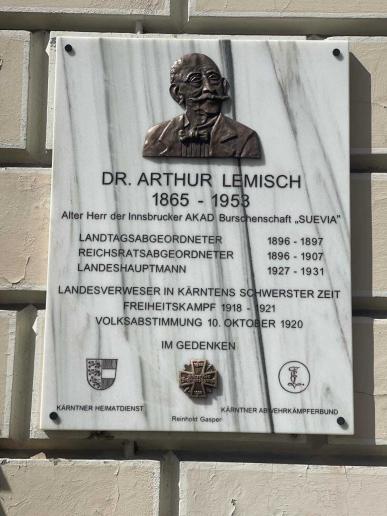 DR. ARTHUR LEMISCH
1865 - 1953
Alter Herr der Innsbrucker AKAD Burschenschaft „SUEVIA"
LANDTAGSABGEORDNETER 1896 - 1897
REICHSRATSABGEORDNETER 1896 - 1907
LANDESHAUPTMANN 1927 - 1931
LANDESVERWESER IN KÄRNTENS SCHWERSTER ZEIT
FREIHEITSKAMPF 1918 - 1921
VOLKSABSTIMMUNG 10. OKTOBER 1920
IM GEDENKEN
KÄRNTNER HEIMATDIENST
KÄRNTNER ABWEHRKÄMPFERBUND
Reinhold Gasper